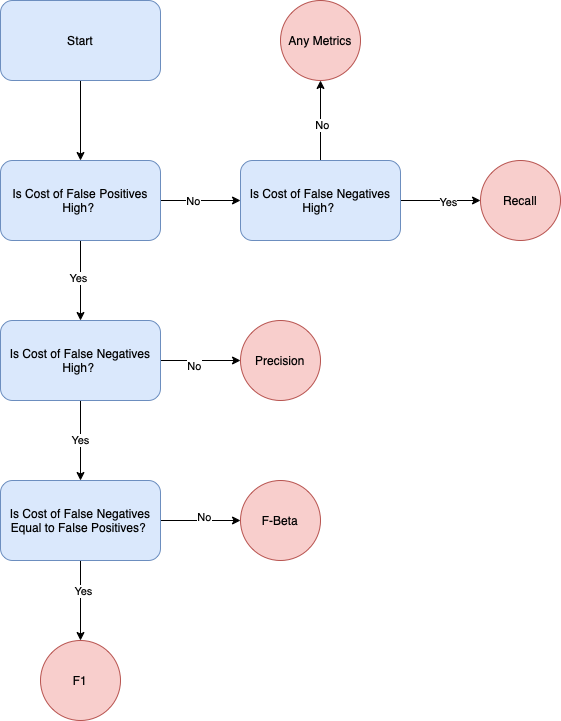 Start
Any Metrics
No
Is Cost of False Positives
High?
No
Is Cost of False Negatives
High?
Yes
Recall
Yes
Is Cost of False Negatives
High?
No
Precision
Yes
Is Cost of False Negatives
Equal to False Positives?
No
F-Beta
Yes
F1